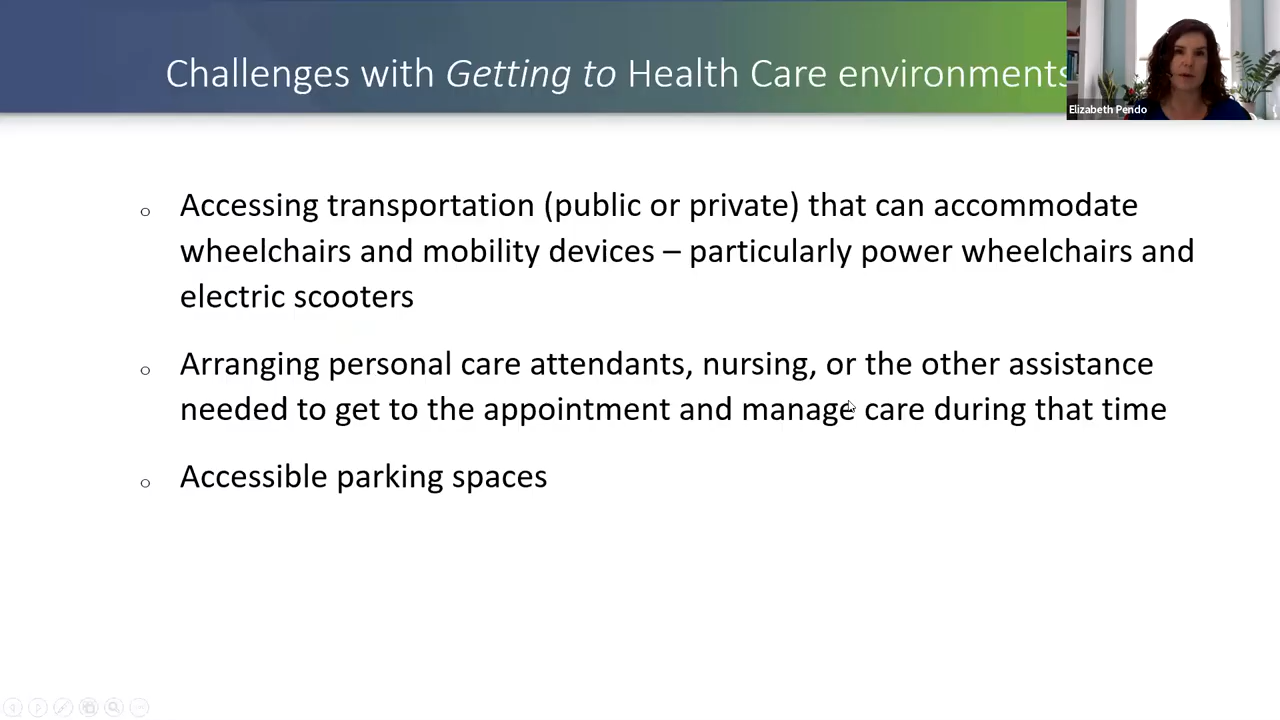 Challenges with Getting to Health Care environments
Elizabeth Pendo
Accessing transportation (public or private) that can accommodate
wheelchairs and mobility devices – particularly power wheelchairs and
electric scooters
Arranging personal care attendants, nursing, or the other assistance
needed to get to the appointment and manage care during that time
Accessible parking spaces